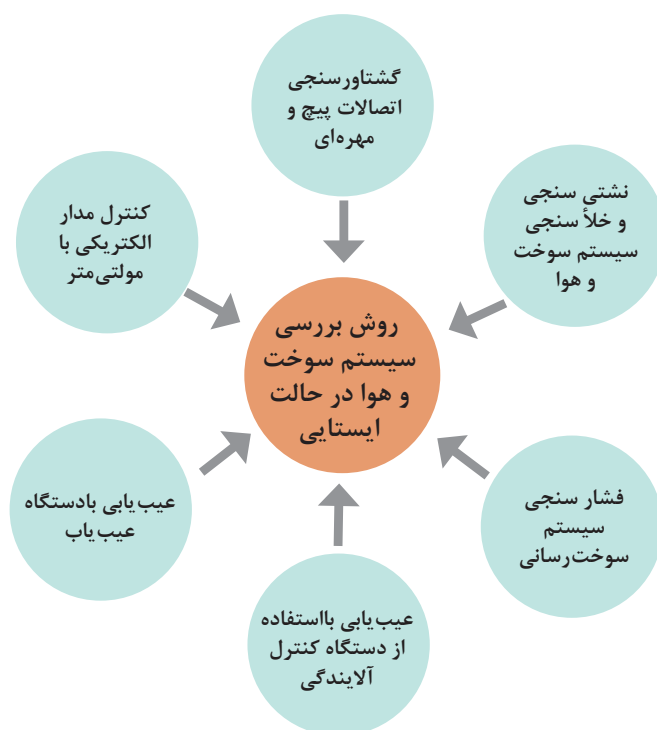 گشتاورسنجی
اتصالات پیچ و
مهره‌ای
نشتی سنجی
و خلأ سنجی
سیستم سوخت
و هوا
کنترل مدار
الکتریکی با
مولتی‌متر
روش بررسی
سیستم سوخت
و هوا در حالت
ایستایی
فشار سنجی
سیستم
سوخت‌رسانی
عیب‌یابی بادستگاه
عیب‌یاب
عیب‌یابی بااستفاده
از دستگاه کنترل
آلایندگی